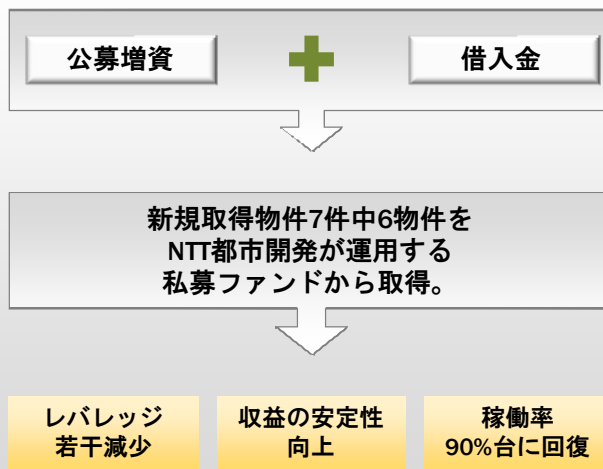 公募増資
借入金
新規取得物件7件中6物件を
NTT都市開発が運用する
私募ファンドから取得。
レバレッジ
若干減少
収益の安定性
向上
稼働率
90%台に回復